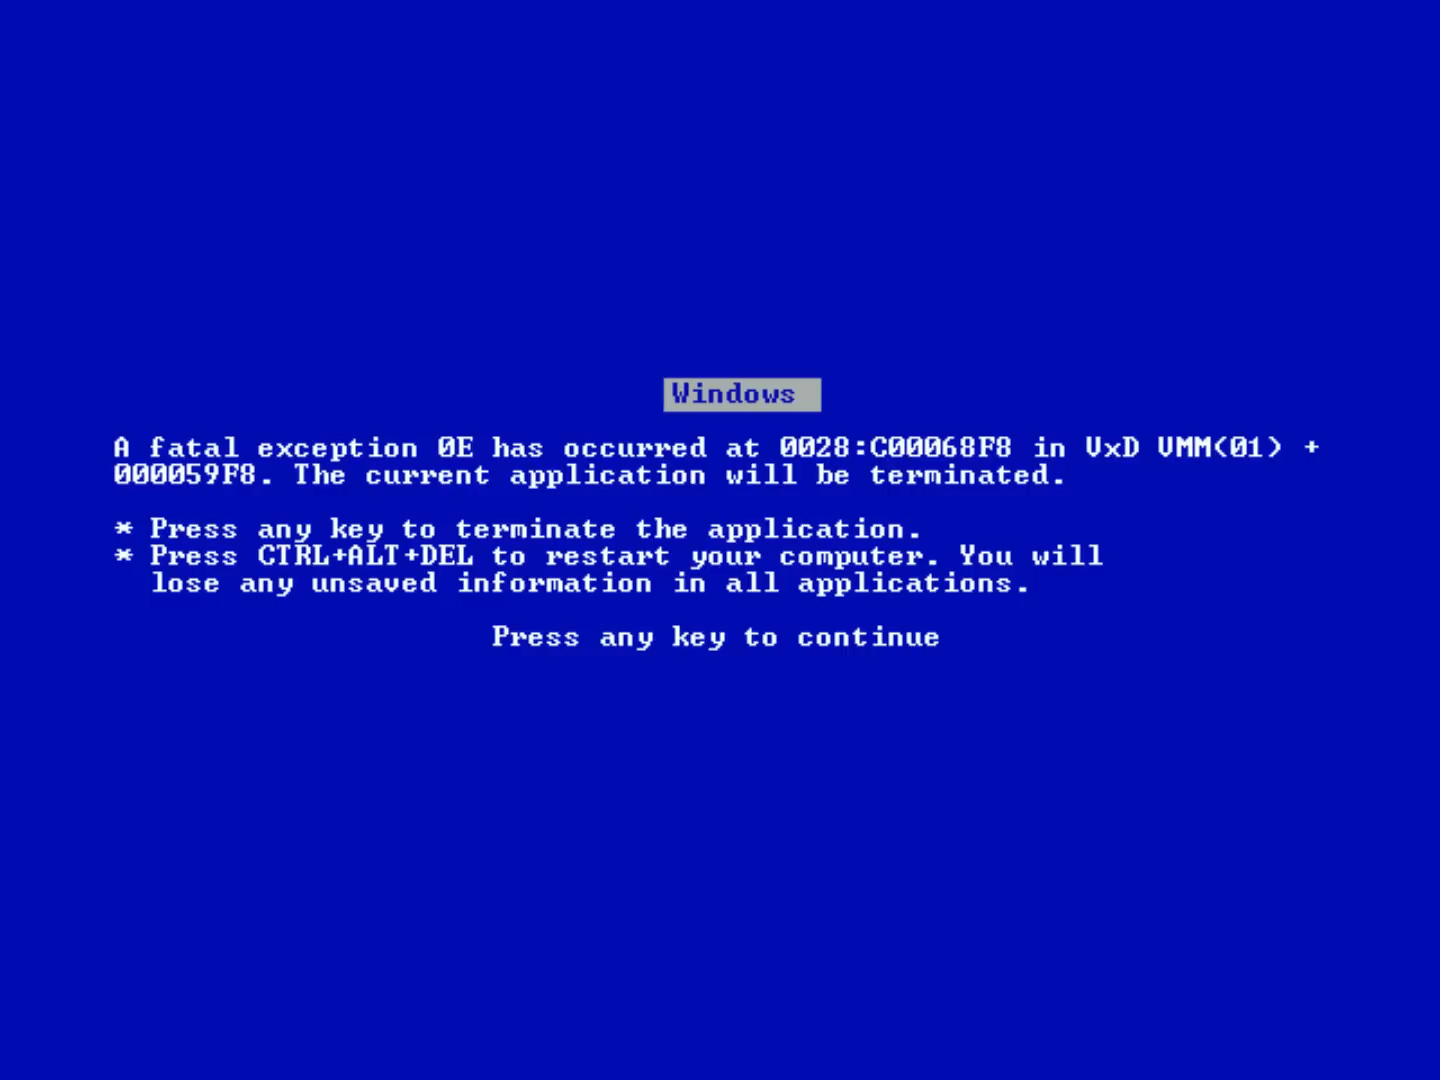 Windows
A fatal exception 0E has occurred at 0028:C00068F8 in VxD VMM(01) +
000059F8. The current application will be terminated.
* Press any key to terminate the application.
* Press CTRL+ALT+DEL to restart your computer. You will
lose any unsaved information in all applications.
Press any key to continue